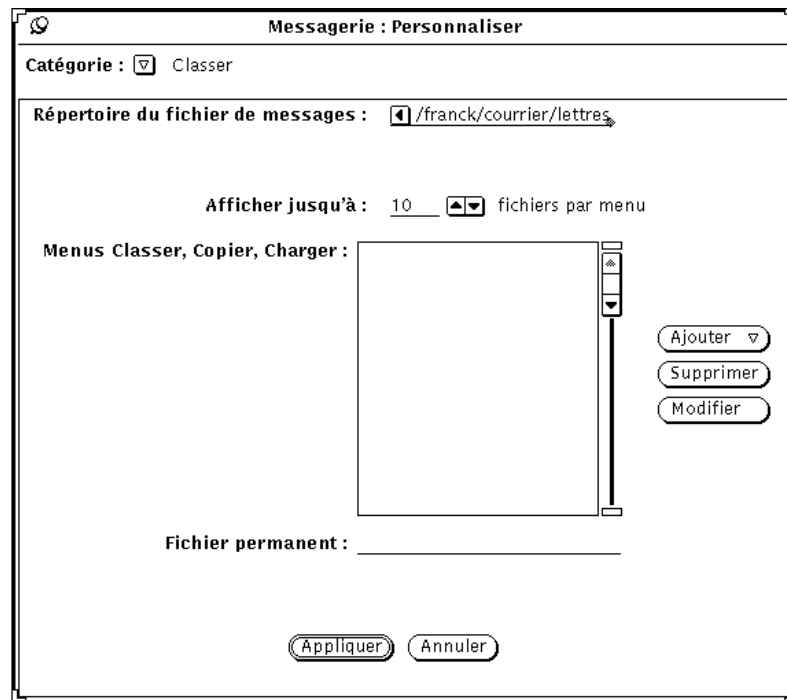 Messagerie : Personnaliser
Catégorie : Classer
Répertoire du fichier de messages : /franck/courrier/lettres
Afficher jusqu'à : 10 fichiers par menu
Menus Classer, Copier, Charger :
Ajouter
Supprimer
Modifier
Fichier permanent :
Appliquer Annuler